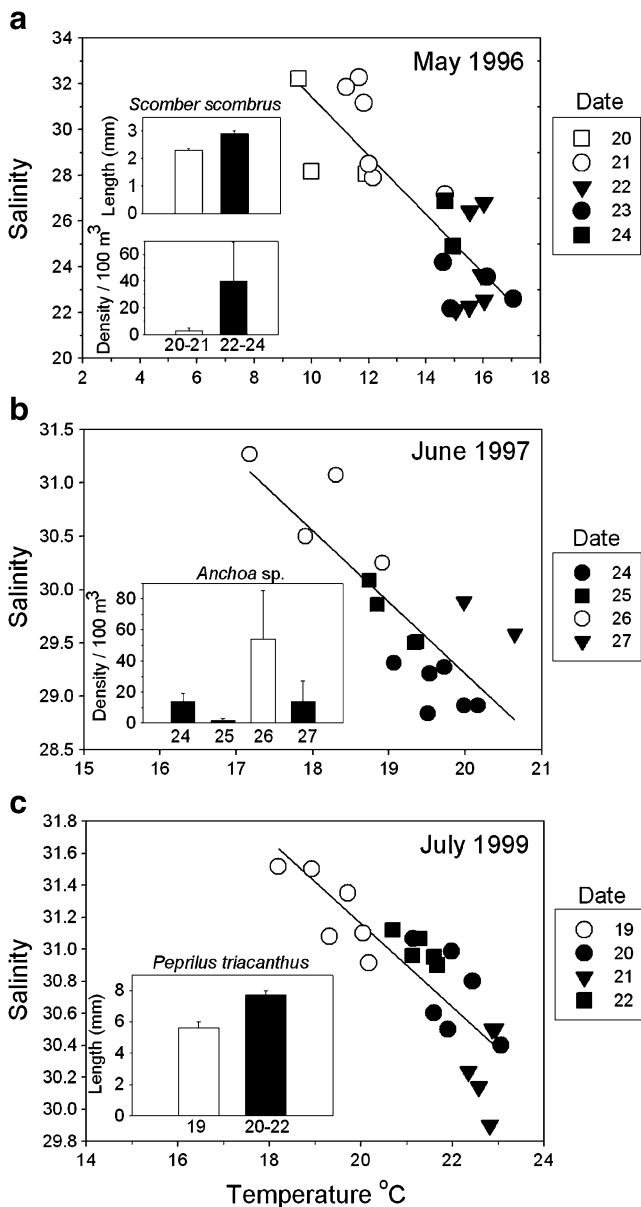 a
May 1996
Salinity
34
32
30
28
26
24
22
20
2 4 6 8 10 12 14 16 18
Scomber scombrus
Length (mm)
3
2
1
0
Density / 100 m³
60
40
20
0
20-21 22-24
Date
20
21
22
23
24
b
June 1997
Salinity
31.5
31.0
30.5
30.0
29.5
29.0
28.5
15 16 17 18 19 20 21
Anchoa sp.
Density / 100 m³
80
60
40
20
0
24 25 26 27
Date
24
25
26
27
c
July 1999
Salinity
31.8
31.6
31.4
31.2
31.0
30.8
30.6
30.4
30.2
30.0
29.8
14 16 18 20 22 24
Peprilus triacanthus
Length (mm)
8
6
4
2
0
19 20-22
Date
19
20
21
22
Temperature °C